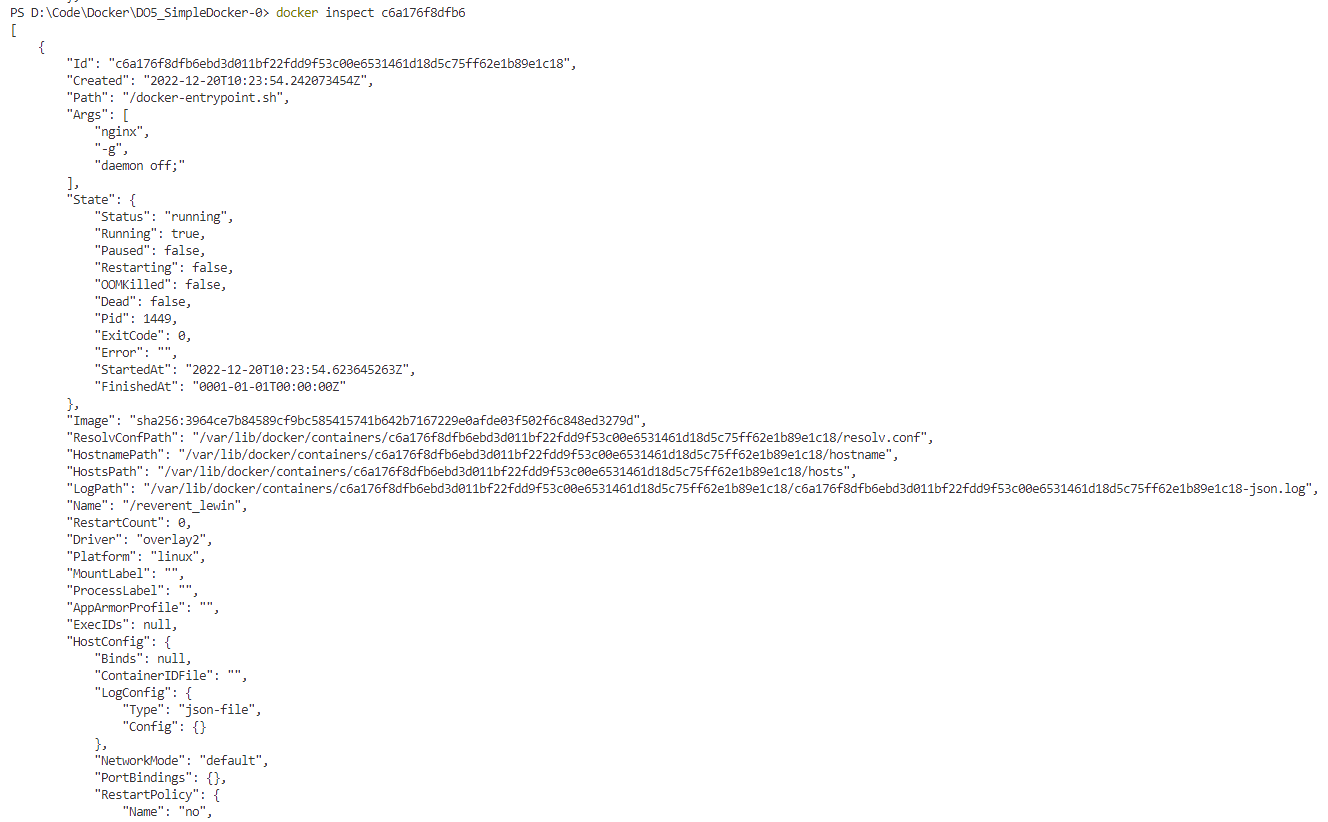 PS D:\Code\Docker\DO5_SimpleDocker-0> docker inspect c6a176f8dfb6
[
    {
        "Id": "c6a176f8dfb6ebd3d011bf22fdd9f53c00e6531461d18d5c75ff62e1b89e1c18",
        "Created": "2022-12-20T10:23:54.242073454Z",
        "Path": "/docker-entrypoint.sh",
        "Args": [
            "nginx",
            "-g",
            "daemon off;"
        ],
        "State": {
            "Status": "running",
            "Running": true,
            "Paused": false,
            "Restarting": false,
            "OOMKilled": false,
            "Dead": false,
            "Pid": 1449,
            "ExitCode": 0,
            "Error": "",
            "StartedAt": "2022-12-20T10:23:54.623645263Z",
            "FinishedAt": "0001-01-01T00:00:00Z"
        },
        "Image": "sha256:3964ce7b84589cf9bc585415741b642b7167229e0afde03f502f6c848ed3279d",
        "ResolvConfPath": "/var/lib/docker/containers/c6a176f8dfb6ebd3d011bf22fdd9f53c00e6531461d18d5c75ff62e1b89e1c18/resolv.conf",
        "HostnamePath": "/var/lib/docker/containers/c6a176f8dfb6ebd3d011bf22fdd9f53c00e6531461d18d5c75ff62e1b89e1c18/hostname",
        "HostsPath": "/var/lib/docker/containers/c6a176f8dfb6ebd3d011bf22fdd9f53c00e6531461d18d5c75ff62e1b89e1c18/hosts",
        "LogPath": "/var/lib/docker/containers/c6a176f8dfb6ebd3d011bf22fdd9f53c00e6531461d18d5c75ff62e1b89e1c18/c6a176f8dfb6ebd3d011bf22fdd9f53c00e6531461d18d5c75ff62e1b89e1c18-json.log",
        "Name": "/reverent_lewin",
        "RestartCount": 0,
        "Driver": "overlay2",
        "Platform": "linux",
        "MountLabel": "",
        "ProcessLabel": "",
        "AppArmorProfile": "",
        "ExecIDs": null,
        "HostConfig": {
            "Binds": null,
            "ContainerIDFile": "",
            "LogConfig": {
                "Type": "json-file",
                "Config": {}
            },
            "NetworkMode": "default",
            "PortBindings": {},
            "RestartPolicy": {
                "Name": "no",